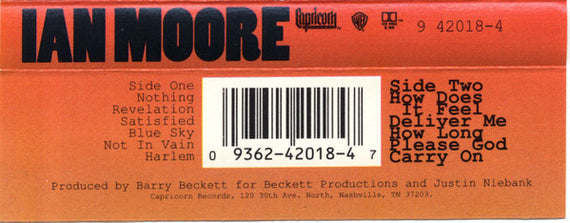 IAN MOORE
Capricorn
WB
9 42018-4
Side One
Nothing
Revelation
Satisfied
Blue Sky
Not In Vain
Harlem
0 9362-42018-4 7
Side Two
How Does
It Feel
Deliver Me
How Long
Please God
Carry On
Produced by Barry Beckett for Beckett Productions and Justin Niebank
Capricorn Records, 120 30th Ave. North, Nashville, TN 37203.